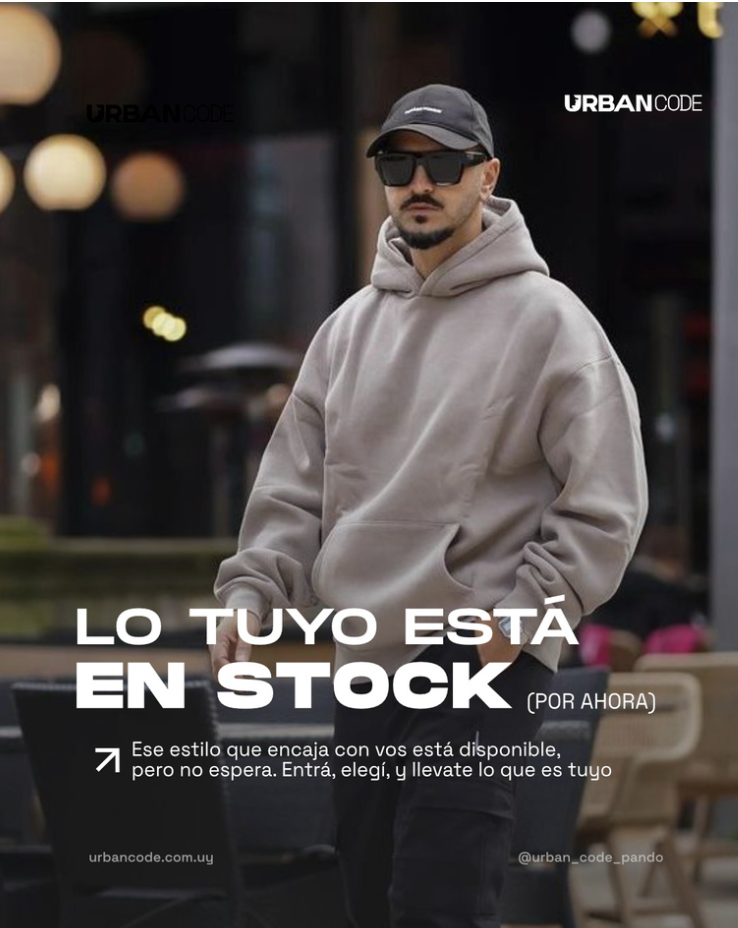 URBANCODE
URBANCODE
LO TUYO ESTÁ
EN STOCK (POR AHORA)
Ese estilo que encaja con vos está disponible,
pero no espera. Entrá, elegí, y llevate lo que es tuyo
urbancode.com.uy
@urban_code_pando